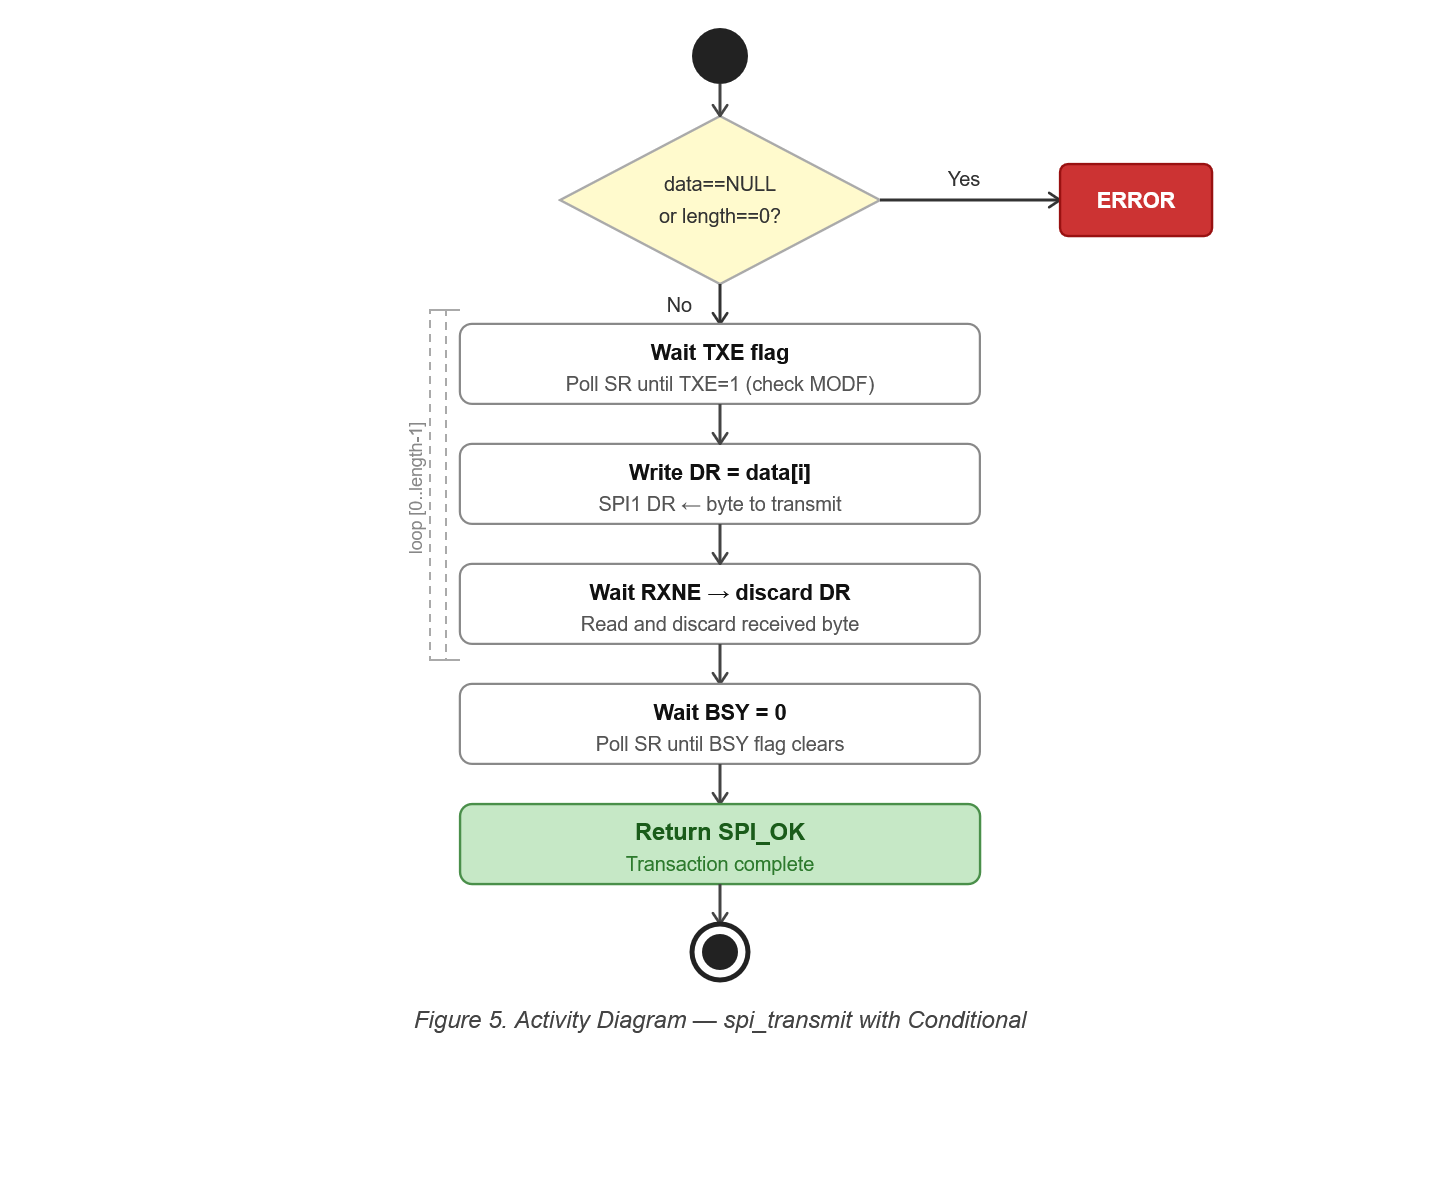 data==NULL
or length==0?
Yes
ERROR
No
loop [0..length-1]
Wait TXE flag
Poll SR until TXE=1 (check MODF)
Write DR = data[i]
SPI1 DR ← byte to transmit
Wait RXNE → discard DR
Read and discard received byte
Wait BSY = 0
Poll SR until BSY flag clears
Return SPI_OK
Transaction complete
Figure 5. Activity Diagram — spi_transmit with Conditional